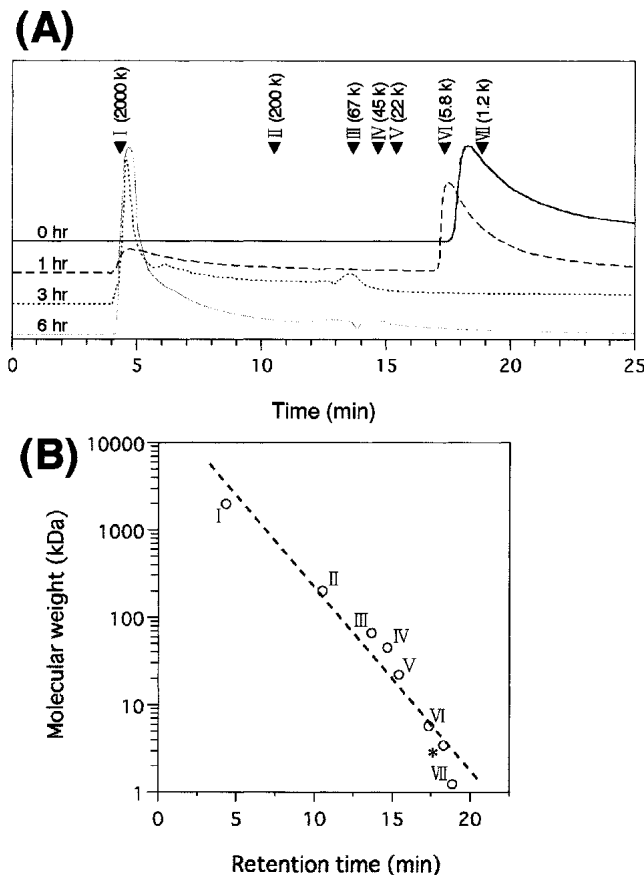 (A)
I (2000 k)
II (200 k)
III (67 k)
IV (45 k)
V (22 k)
VI (5.8 k)
VII (1.2 k)
0 hr
1 hr
3 hr
6 hr
0 5 10 15 20 25
Time (min)
(B)
Molecular weight (kDa)
10000
1000
100
10
1
I
II
III
IV
V
VI
*
VII
0 5 10 15 20
Retention time (min)